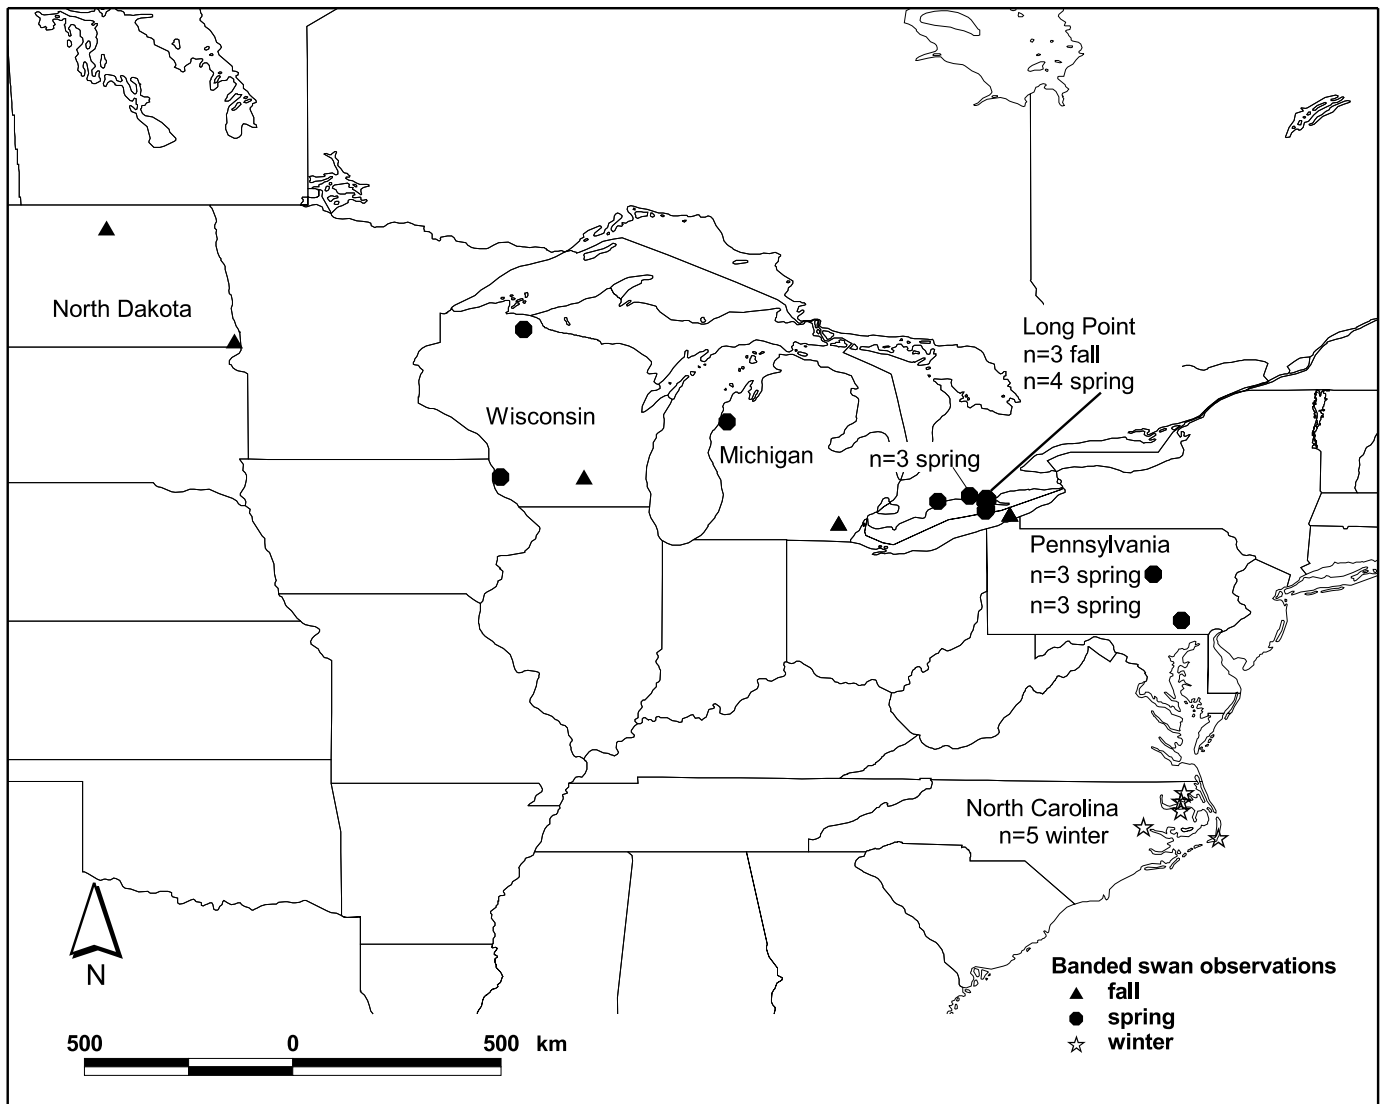 North Dakota
Long Point
n=3 fall
n=4 spring
Wisconsin
Michigan
n=3 spring
Pennsylvania
n=3 spring
n=3 spring
North Carolina
n=5 winter
N
Banded swan observations
fall
spring
winter
500 0 500 km